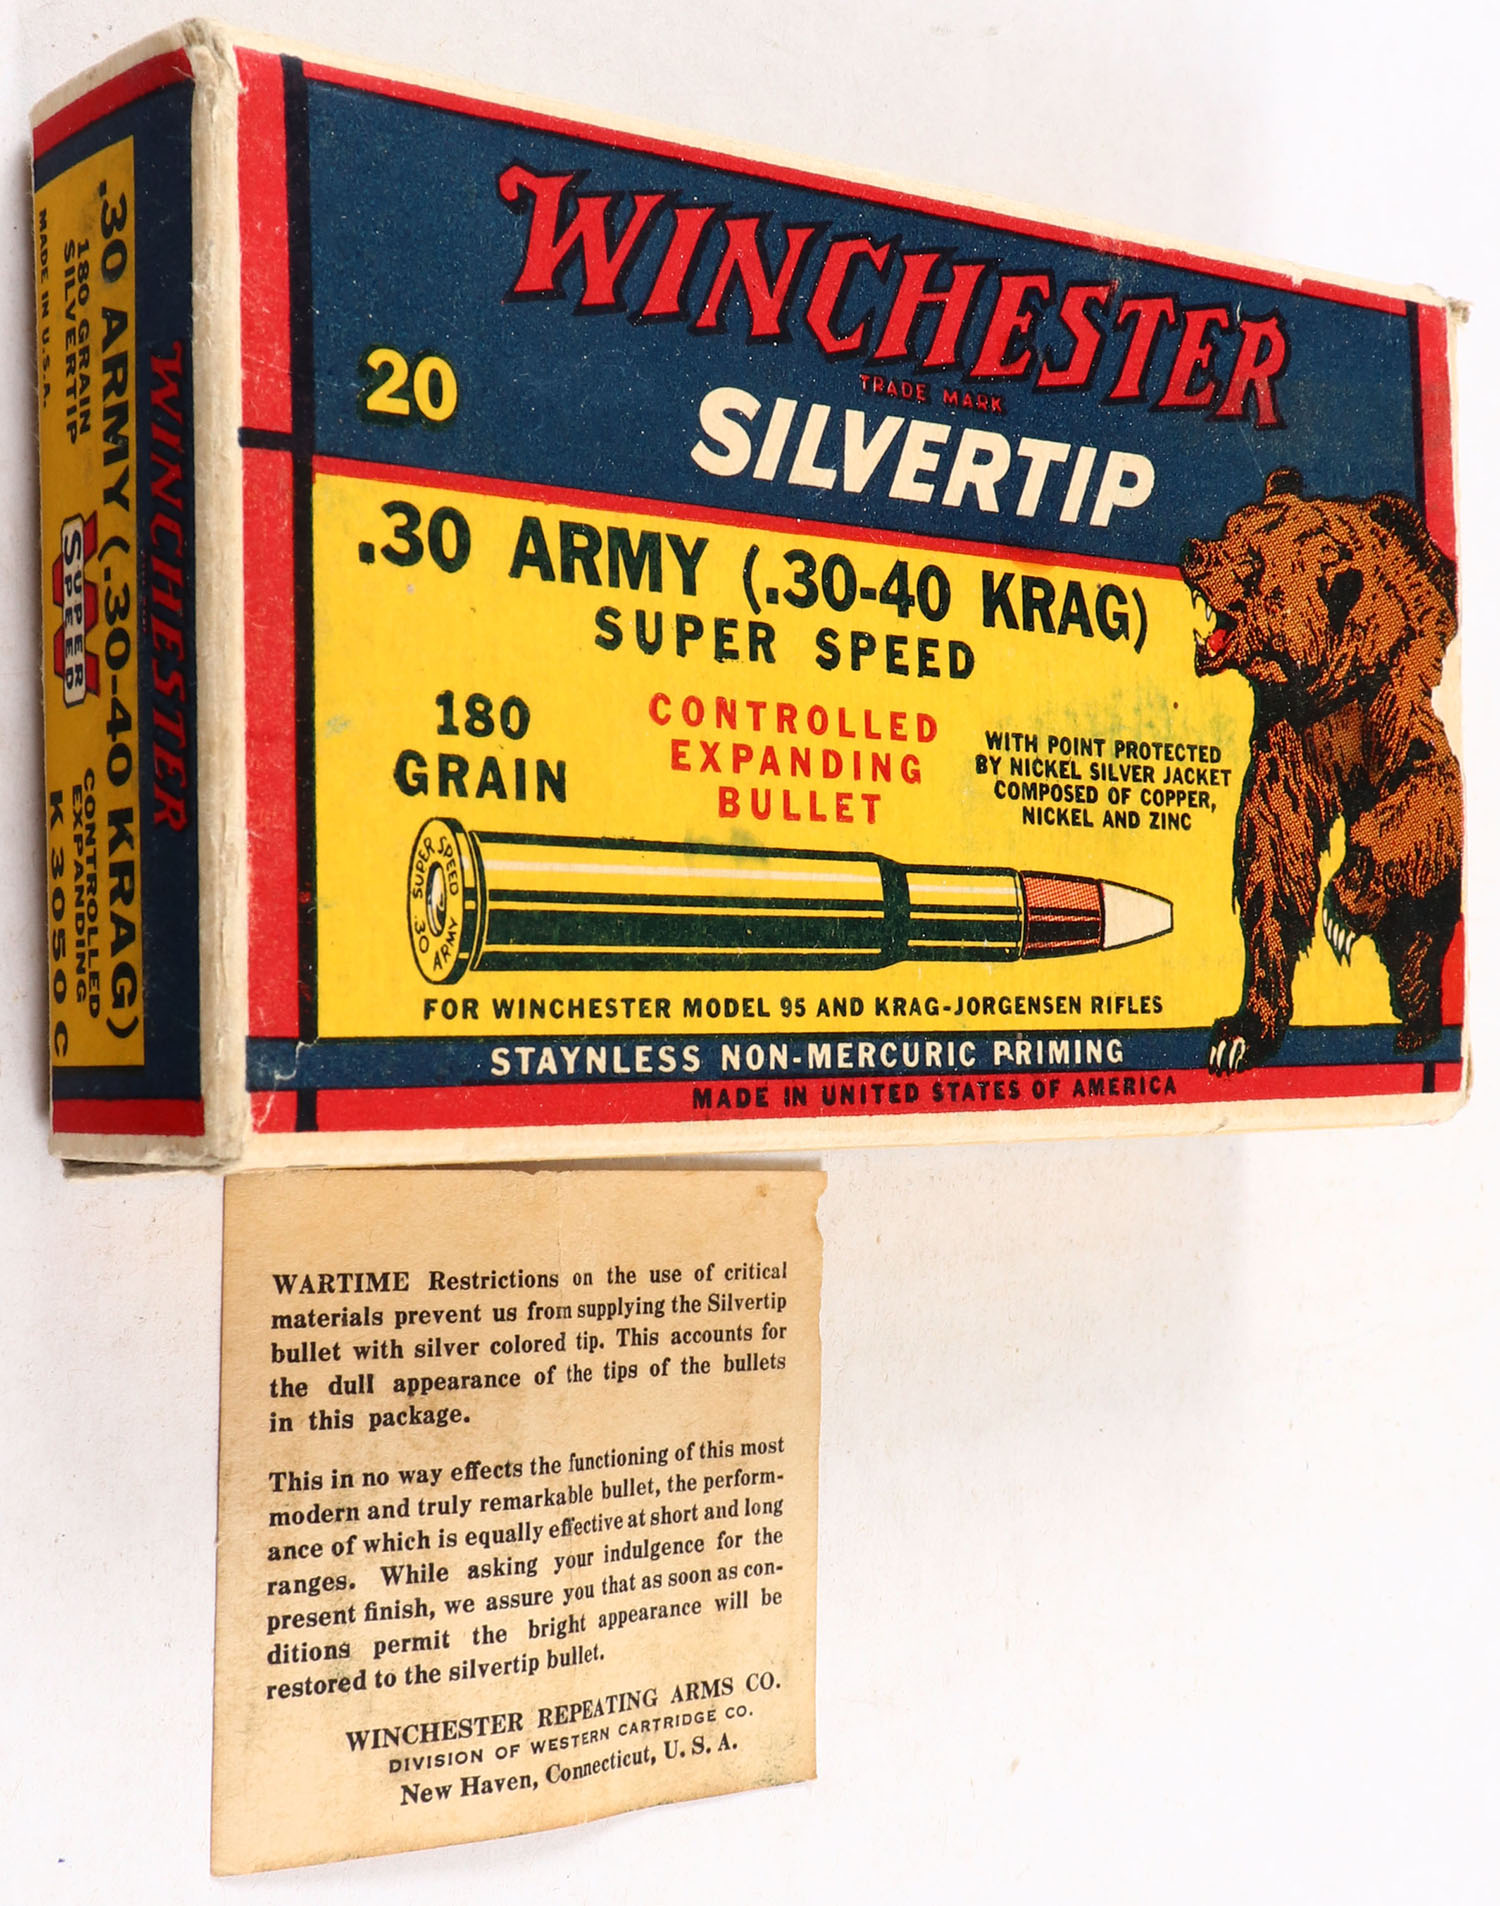 WINCHESTER
TRADE MARK
SILVERTIP
20
.30 ARMY (.30-40 KRAG)
SUPER SPEED
180
GRAIN
CONTROLLED
EXPANDING
BULLET
WITH POINT PROTECTED
BY NICKEL SILVER JACKET
COMPOSED OF COPPER,
NICKEL AND ZINC
SUPER SPEED
.30 ARMY
FOR WINCHESTER MODEL 95 AND KRAG-JORGENSEN RIFLES
STAYNLESS NON-MERCURIC PRIMING
MADE IN UNITED STATES OF AMERICA
WINCHESTER
.30 ARMY (.30-40 KRAG)
180 GRAIN
SILVERTIP
MADE IN U.S.A.
W
SUPER
SPEED
CONTROLLED
EXPANDING
K 3050 C
WARTIME Restrictions on the use of critical
materials prevent us from supplying the Silvertip
bullet with silver colored tip. This accounts for
the dull appearance of the tips of the bullets
in this package.
This in no way effects the functioning of this most
modern and truly remarkable bullet, the perform-
ance of which is equally effective at short and long
ranges. While asking your indulgence for the
present finish, we assure you that as soon as con-
ditions permit the bright appearance will be
restored to the silvertip bullet.
WINCHESTER REPEATING ARMS CO.
DIVISION OF WESTERN CARTRIDGE CO.
New Haven, Connecticut, U. S. A.